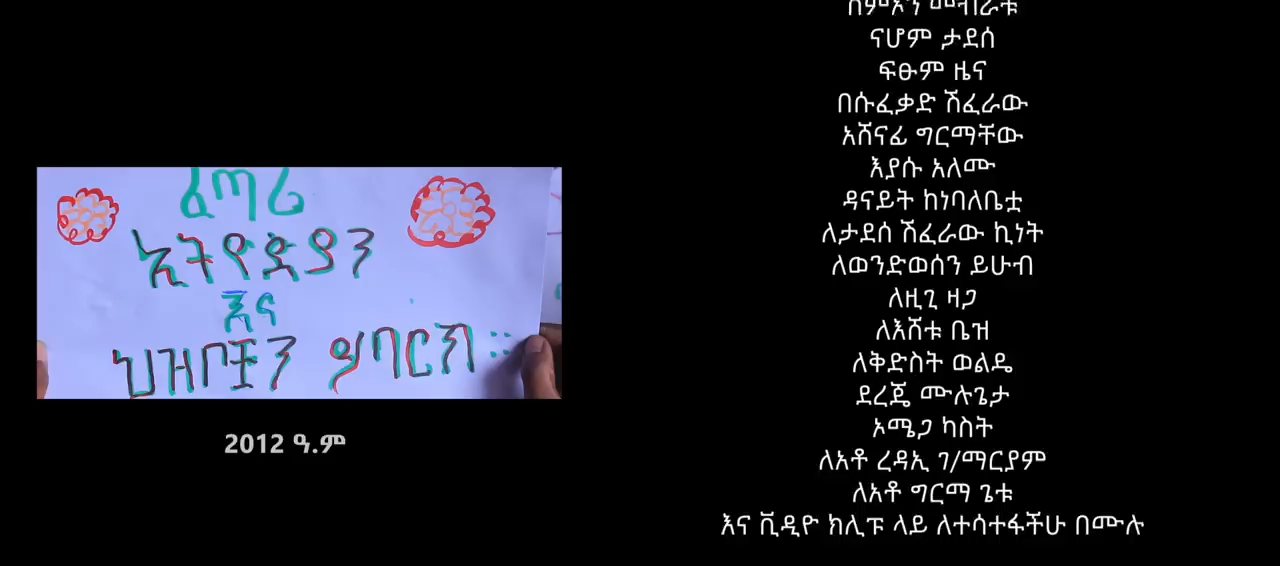 ፈጣሪ
ኢትዮጵያን
እና
ህዝቦቿን ይባርክ ::
2012 ዓ.ም
በምኦን መብራቱ
ናሆም ታደሰ
ፍፁም ዜና
በሱፈቃድ ሽፈራው
አሸናፊ ግርማቸው
እያሱ አለሙ
ዳናይት ከነባለቤቷ
ለታደሰ ሽፈራው ኪነት
ለወንድወሰን ይሁብ
ለዚጊ ዛጋ
ለእሸቱ ቤዝ
ለቅድስት ወልዴ
ደረጄ ሙሉጌታ
ኦሜጋ ካስት
ለአቶ ረዳኢ ገ/ማርያም
ለአቶ ግርማ ጌቱ
እና ቪዲዮ ክሊፑ ላይ ለተሳተፋችሁ በሙሉ